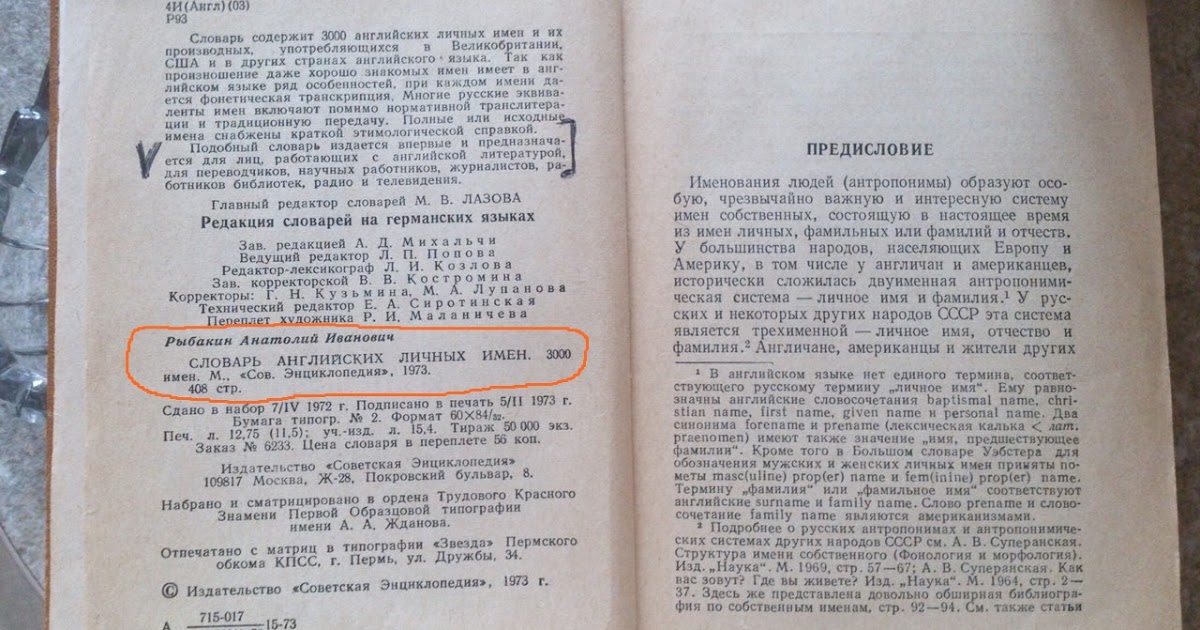 4И(Англ)(03)
Р93
Словарь содержит 3000 английских личных имен и их
производных, употребляющихся в Великобритании,
США и в других странах английского языка. Так как
произношение даже хорошо знакомых имен имеет в анг-
лийском языке ряд особенностей, при каждом имени да-
ется фонетическая транскрипция. Многие русские эквива-
ленты имен включают помимо нормативной транслитера-
ции и традиционную передачу. Полные или исходные
имена снабжены краткой этимологической справкой.
Подобный словарь издается впервые и предназнача-
ется для лиц, работающих с английской литературой,
для переводчиков, научных работников, журналистов, ра-
ботников библиотек, радио и телевидения.
Главный редактор словарей М. В. ЛАЗОВА
Редакция словарей на германских языках
Зав. редакцией А. Д. Михальчи
Ведущий редактор Л. П. Попова
Редактор-лексикограф Л. И. Козлова
Зав. корректорской В. В. Костромина
Корректоры: Г. Н. Кузьмина, М. А. Лупанова
Технический редактор Е. А. Сиротинская
Переплет художника Р. И. Маланичева
Рыбакин Анатолий Иванович
СЛОВАРЬ АНГЛИЙСКИХ ЛИЧНЫХ ИМЕН. 3000
имен. М., «Сов. Энциклопедия», 1973.
408 стр.
Сдано в набор 7/IV 1972 г. Подписано в печать 5/II 1973 г.
Бумага типогр. № 2. Формат 60×84/32.
Печ. л. 12,75 (11,5); уч.-изд. л. 15,4. Тираж 50 000 экз.
Заказ № 6233. Цена словаря в переплете 56 коп.
Издательство «Советская Энциклопедия»
109817 Москва, Ж-28, Покровский бульвар, 8.
Набрано и сматрицировано в ордена Трудового Красного
Знамени Первой Образцовой типографии
имени А. А. Жданова.
Отпечатано с матриц в типографии «Звезда» Пермского
обкома КПСС, г. Пермь, ул. Дружбы, 34.
© Издательство «Советская Энциклопедия», 1973 г.
715-017
А 15-73
ПРЕДИСЛОВИЕ
Именования людей (антропонимы) образуют осо-
бую, чрезвычайно важную и интересную систему
имен собственных, состоящую в настоящее время
из имен личных, фамильных или фамилий и отчеств.
У большинства народов, населяющих Европу и
Америку, в том числе у англичан и американцев,
исторически сложилась двуименная антропоними-
ческая система — личное имя и фамилия.¹ У рус-
ских и некоторых других народов СССР эта система
является трехименной — личное имя, отчество и
фамилия.² Англичане, американцы и жители других
¹ В английском языке нет единого термина, соответ-
ствующего русскому термину „личное имя“. Ему равно-
значны английские словосочетания baptismal name, chri-
stian name, first name, given name и personal name. Два
синонима forename и prename (лексическая калька < лат.
praenomen) имеют также значение „имя, предшествующее
фамилии“. Кроме того в Большом словаре Уэбстера для
обозначения мужских и женских личных имен приняты по-
меты masc(uline) prop(er) name и fem(inine) prop(er) name.
Термину „фамилия“ или „фамильное имя“ соответствуют
английские surname и family name. Слово prename и слово-
сочетание family name являются американизмами.
² Подробнее о русских антропонимах и антропонимиче-
ских системах других народов СССР см. А. В. Суперанская.
Структура имени собственного (Фонология и морфология).
Изд. „Наука“. М. 1969, стр. 57—67; А. В. Суперанская. Как
вас зовут? Где вы живете? Изд. „Наука“. М. 1964, стр. 2—
37. Здесь же представлена довольно обширная библиогра-
фия по собственным именам, стр. 92—94. См. также статьи